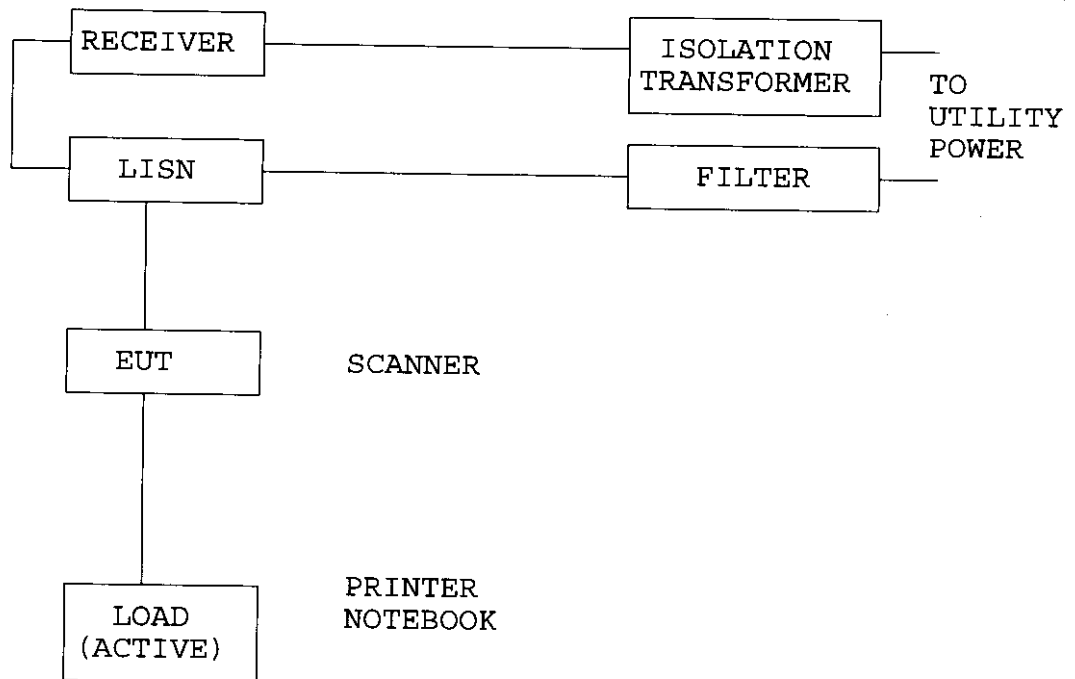 RECEIVER
ISOLATION
TRANSFORMER
TO
UTILITY
POWER
LISN
FILTER
EUT
SCANNER
LOAD
(ACTIVE)
PRINTER
NOTEBOOK